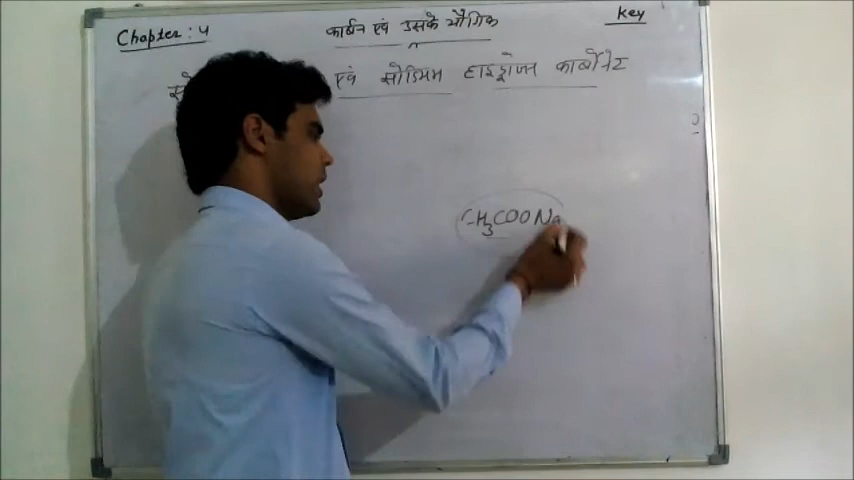 Chapter : 4 कार्बन एवं उसके यौगिक Key
एवं सोडियम हाइड्रोजन कार्बोनेट
CH₃COONa